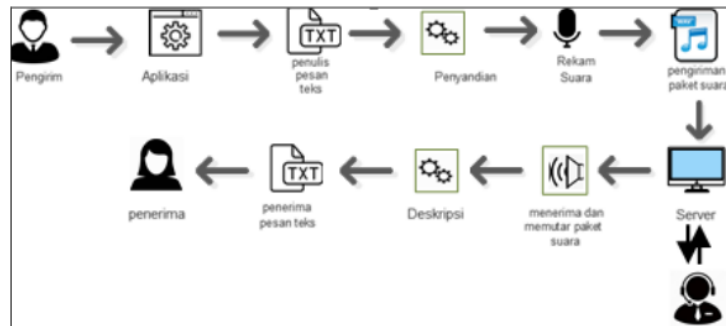 TXT
Pengirim
Aplikasi
penulis
pesan
teks
Penyandian
Rekam
Suara
WAV
pengiriman
paket suara
TXT
penerima
penerima
pesan teks
Deskripsi
menerima dan
memutar paket
suara
Server